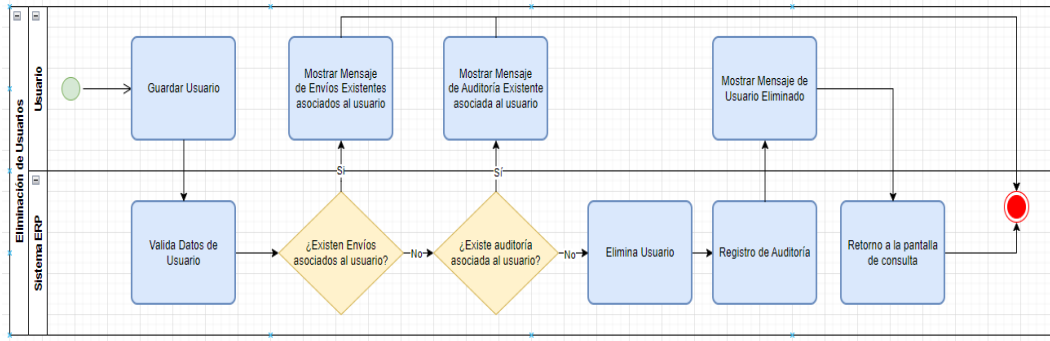 Eliminación de Usuarios
Usuario
Guardar Usuario
Mostrar Mensaje
de Envíos Existentes
asociados al usuario
Mostrar Mensaje
de Auditoría Existente
asociada al usuario
Mostrar Mensaje de
Usuario Eliminado
Sistema ERP
Valida Datos de
Usuario
Si
¿Existen Envíos
asociados al usuario?
No
Sí
¿Existe auditoría
asociada al usuario?
No
Elimina Usuario
Registro de Auditoría
Retorno a la pantalla
de consulta